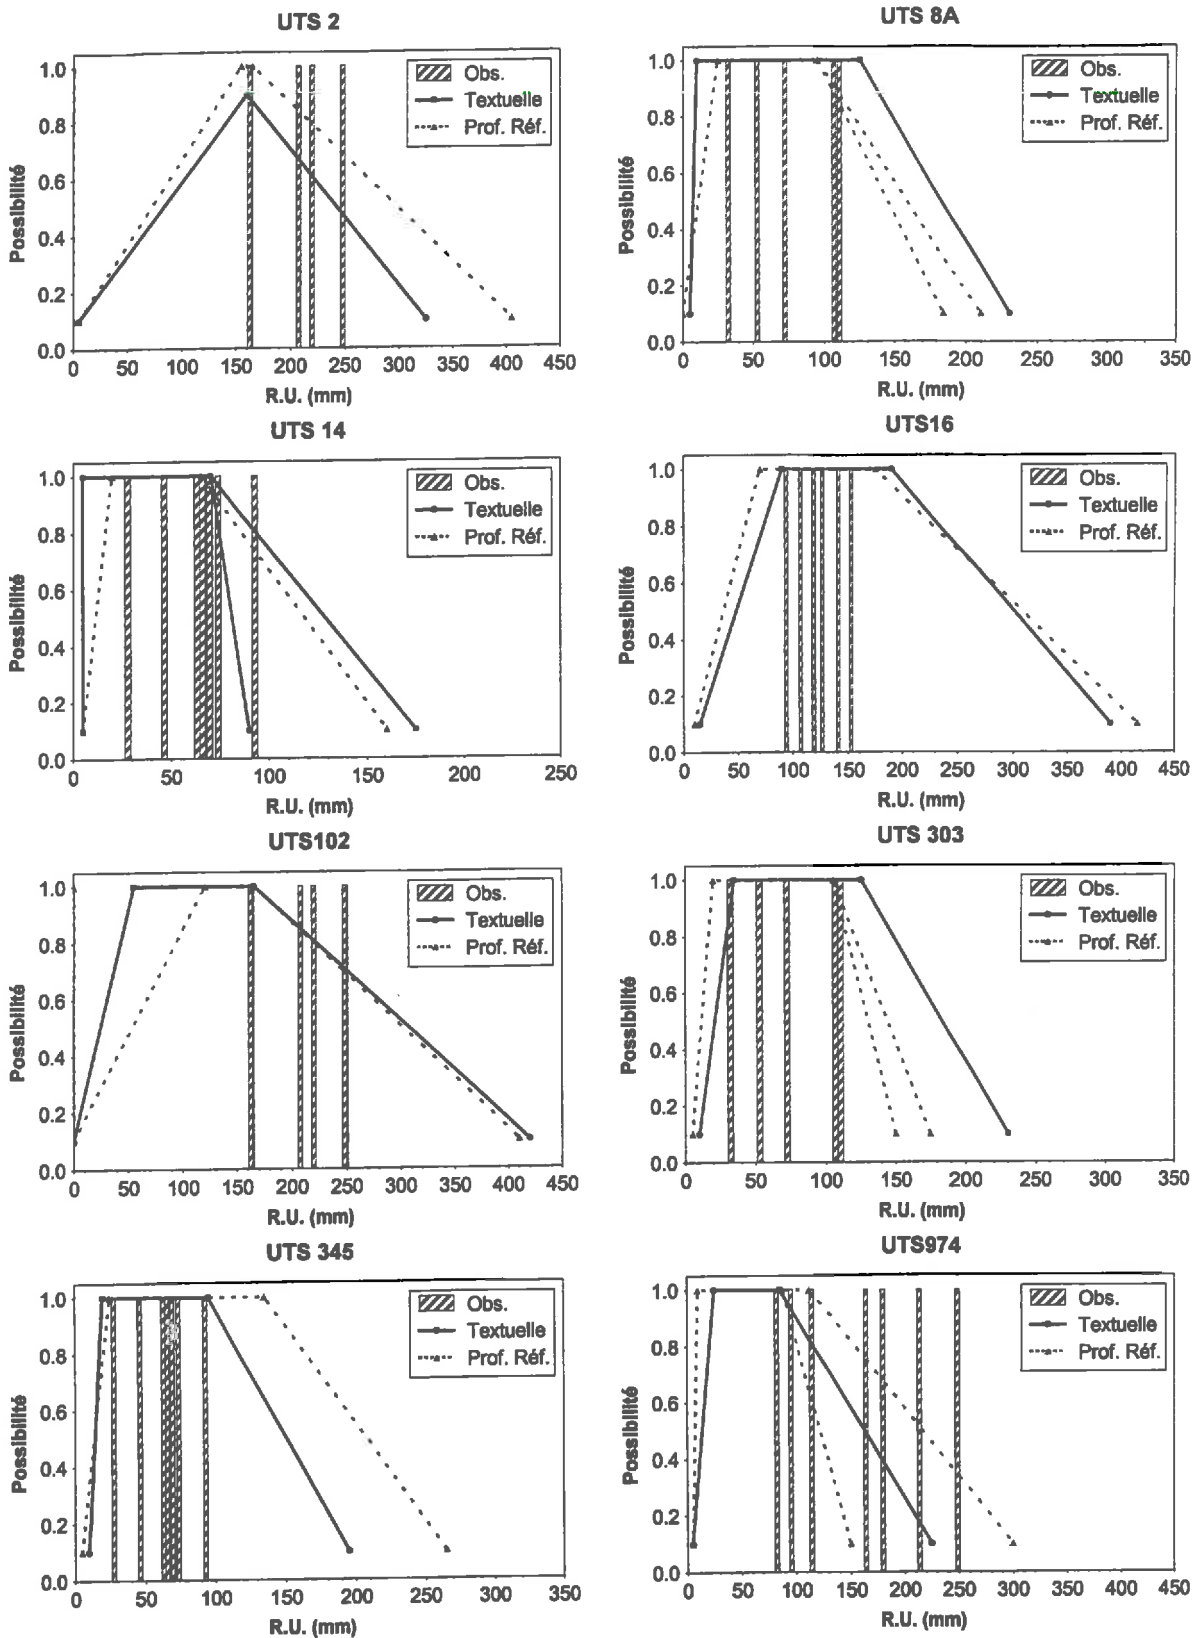 UTS 2
Possibilité
1.0
0.8
0.6
0.4
0.2
0.0
0 50 100 150 200 250 300 350 400 450
R.U. (mm)
Obs.
Textuelle
Prof. Réf.
UTS 8A
Possibilité
1.0
0.8
0.6
0.4
0.2
0.0
0 50 100 150 200 250 300 350
R.U. (mm)
Obs.
Textuelle
Prof. Réf.
UTS 14
Possibilité
1.0
0.8
0.6
0.4
0.2
0.0
0 50 100 150 200 250
R.U. (mm)
Obs.
Textuelle
Prof. Réf.
UTS16
Possibilité
1.0
0.8
0.6
0.4
0.2
0.0
0 50 100 150 200 250 300 350 400 450
R.U. (mm)
Obs.
Textuelle
Prof. Réf.
UTS102
Possibilité
1.0
0.8
0.6
0.4
0.2
0.0
0 50 100 150 200 250 300 350 400 450
R.U. (mm)
Obs.
Textuelle
Prof. Réf.
UTS 303
Possibilité
1.0
0.8
0.6
0.4
0.2
0.0
0 50 100 150 200 250 300 350
R.U. (mm)
Obs.
Textuelle
Prof. Réf.
UTS 345
Possibilité
1.0
0.8
0.6
0.4
0.2
0.0
0 50 100 150 200 250 300 350
R.U. (mm)
Obs.
Textuelle
Prof. Réf.
UTS974
Possibilité
1.0
0.8
0.6
0.4
0.2
0.0
0 50 100 150 200 250 300 350 400 450
R.U. (mm)
Obs.
Textuelle
Prof. Réf.